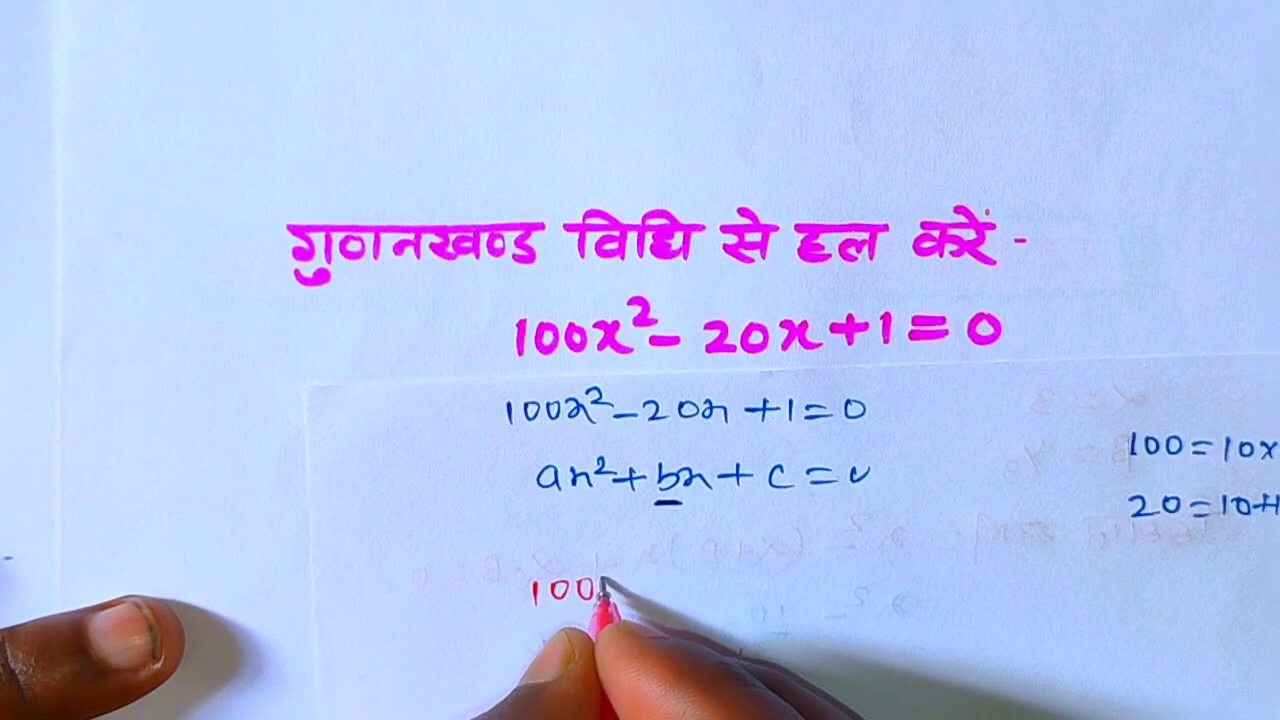 गुणनखण्ड विधि से हल करें -
100x² - 20x + 1 = 0
100x² - 20x + 1 = 0
ax² + bx + c = 0
100 = 10x
20 = 10+
100